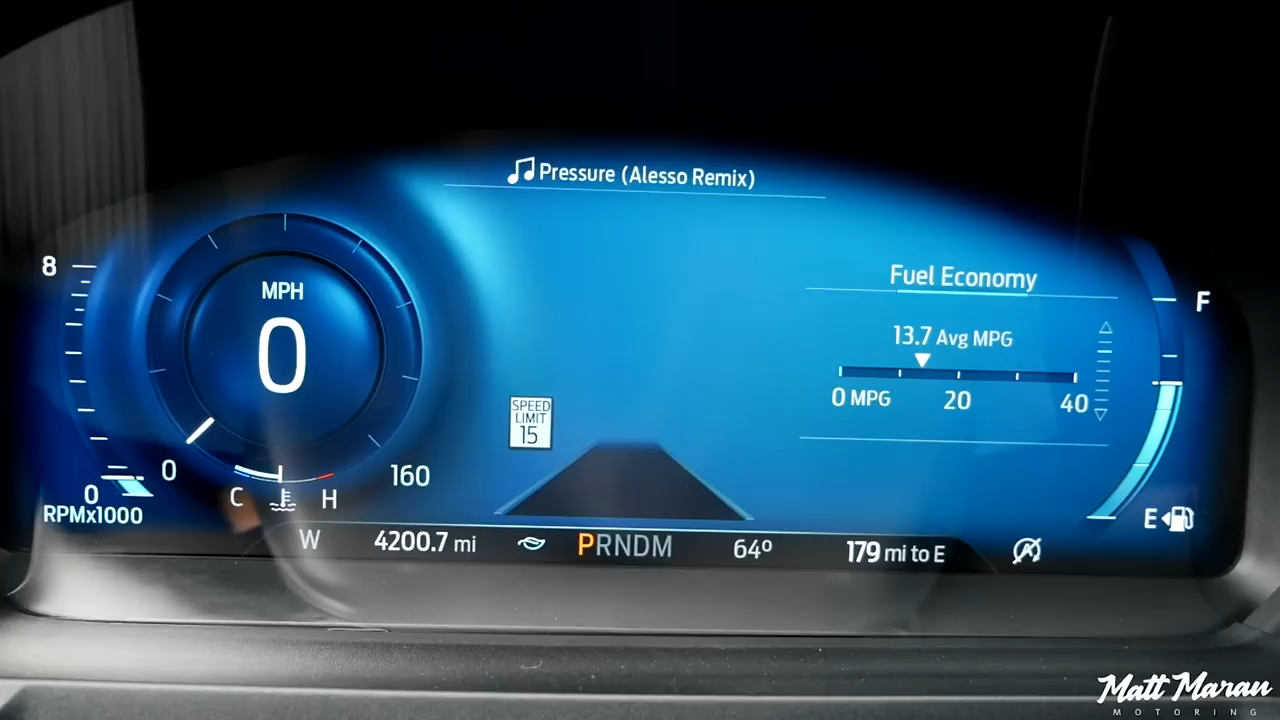 Pressure (Alesso Remix)
8
MPH
0
0
160
0
RPMx1000
C
H
SPEED
LIMIT
15
Fuel Economy
13.7 Avg MPG
0 MPG
20
40
F
E
W
4200.7 mi
PRNDM
64º
179 mi to E
Matt Maran
MOTORING